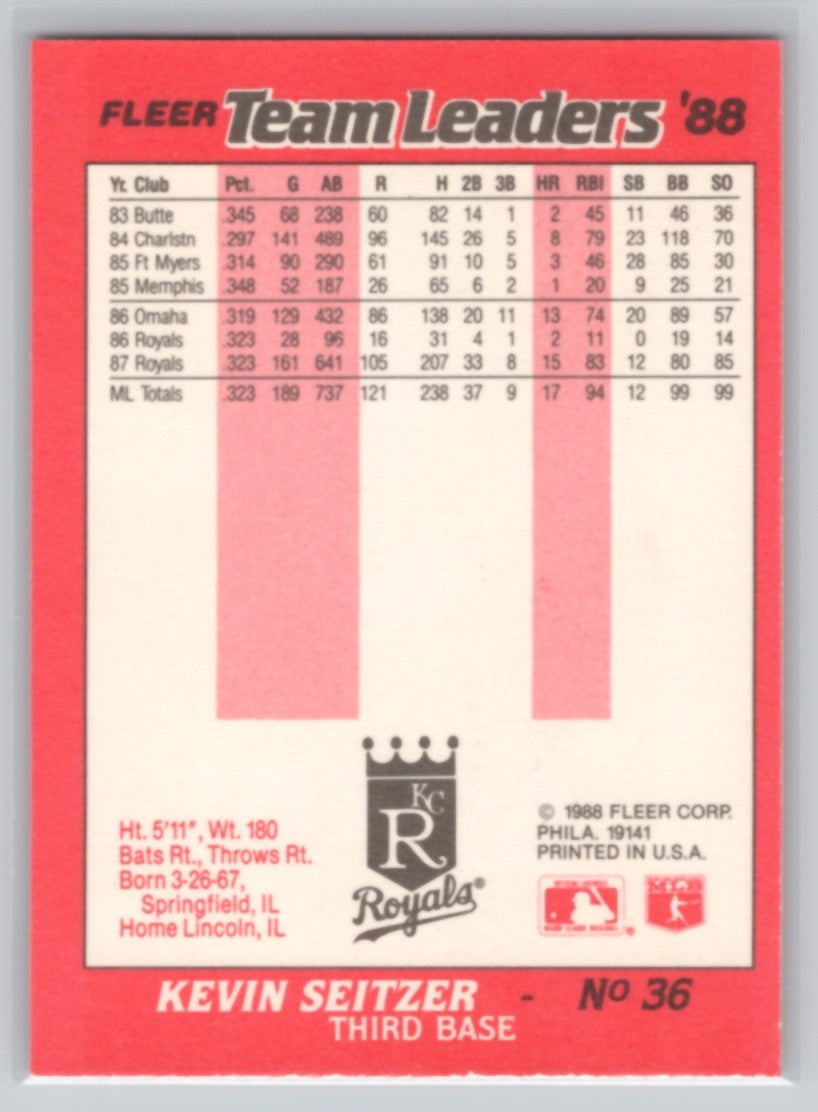 FLEER Team Leaders '88
Yr. Club Pct. G AB R H 2B 3B HR RBI SB BB SO
83 Butte .345 68 238 60 82 14 1 2 45 11 46 36
84 Charlstn .297 141 489 96 145 26 5 8 79 23 118 70
85 Ft Myers .314 90 290 61 91 10 5 3 46 28 85 30
85 Memphis .348 52 187 26 65 6 2 1 20 9 25 21
86 Omaha .319 129 432 86 138 20 11 13 74 20 89 57
86 Royals .323 28 96 16 31 4 1 2 11 0 19 14
87 Royals .323 161 641 105 207 33 8 15 83 12 80 85
ML Totals .323 189 737 121 238 37 9 17 94 12 99 99
Ht. 5'11", Wt. 180
Bats Rt., Throws Rt.
Born 3-26-67,
Springfield, IL
Home Lincoln, IL
KC
R
Royals®
© 1988 FLEER CORP.
PHILA. 19141
PRINTED IN U.S.A.
MAJOR LEAGUE BASEBALL
KEVIN SEITZER - No 36
THIRD BASE